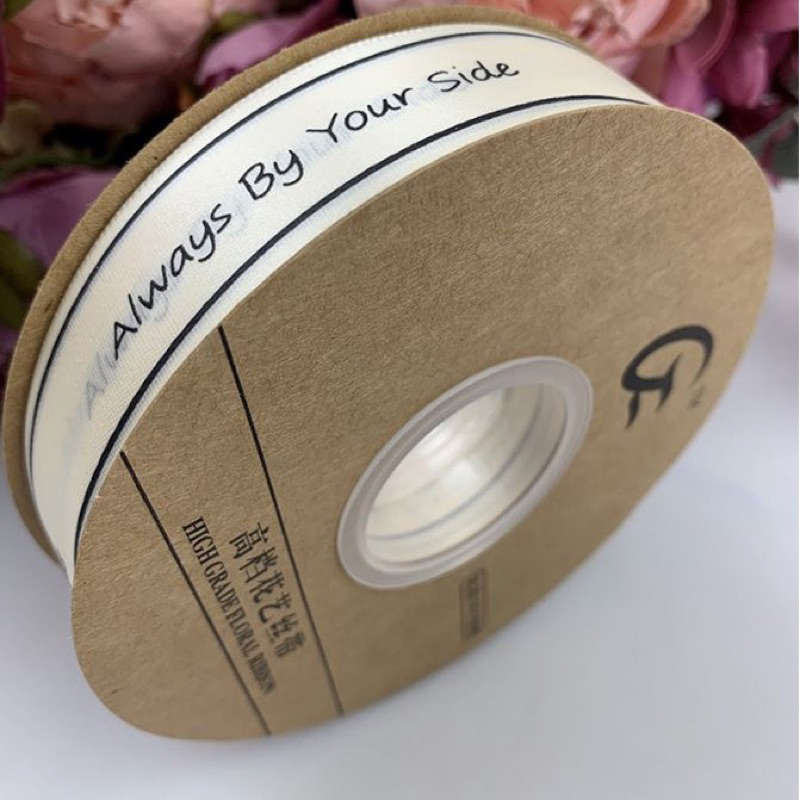 Always By Your Side
高档花艺丝带
HIGH GRADE FLORAL RIBBON